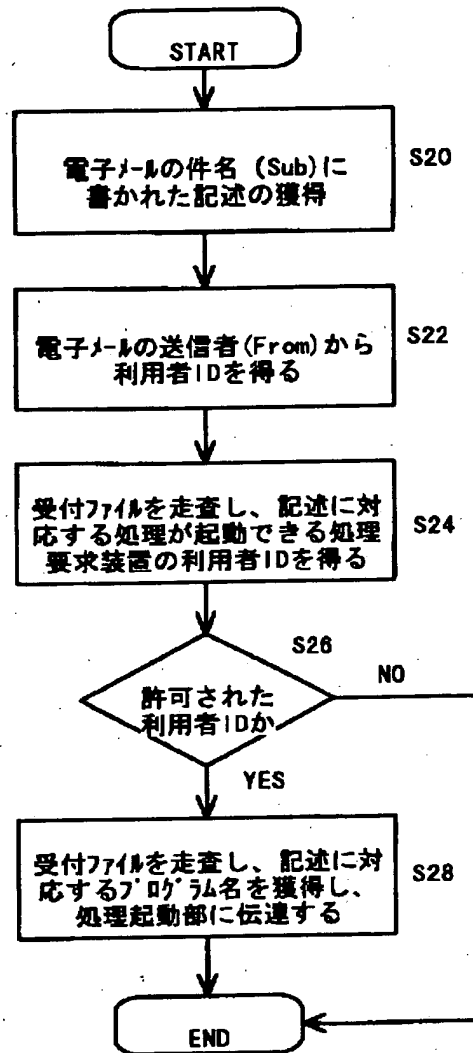 START
電子メールの件名 (Sub)に
書かれた記述の獲得
S20
電子メールの送信者(From)から
利用者IDを得る
S22
受付ファイルを走査し、記述に対
応する処理が起動できる処理
要求装置の利用者IDを得る
S24
S26
許可された
利用者IDか
NO
YES
受付ファイルを走査し、記述に対
応するプログラム名を獲得し、
処理起動部に伝達する
S28
END